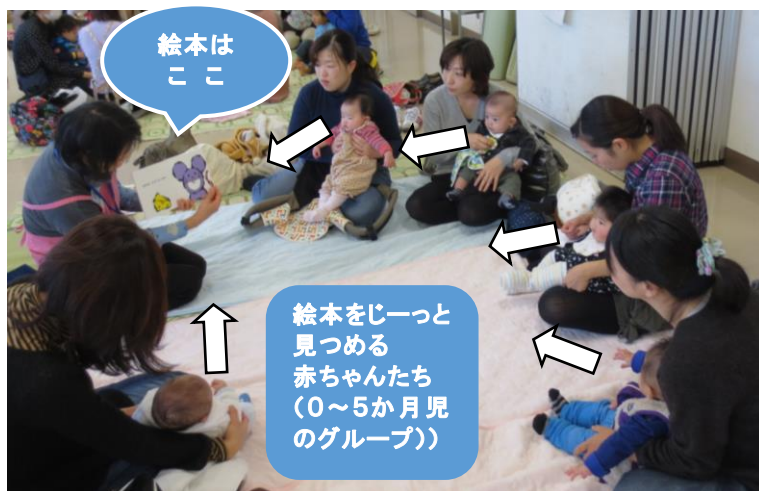 絵本は
こ こ
絵本をじーっと
見つめる
赤ちゃんたち
（０～５か月児
のグループ））